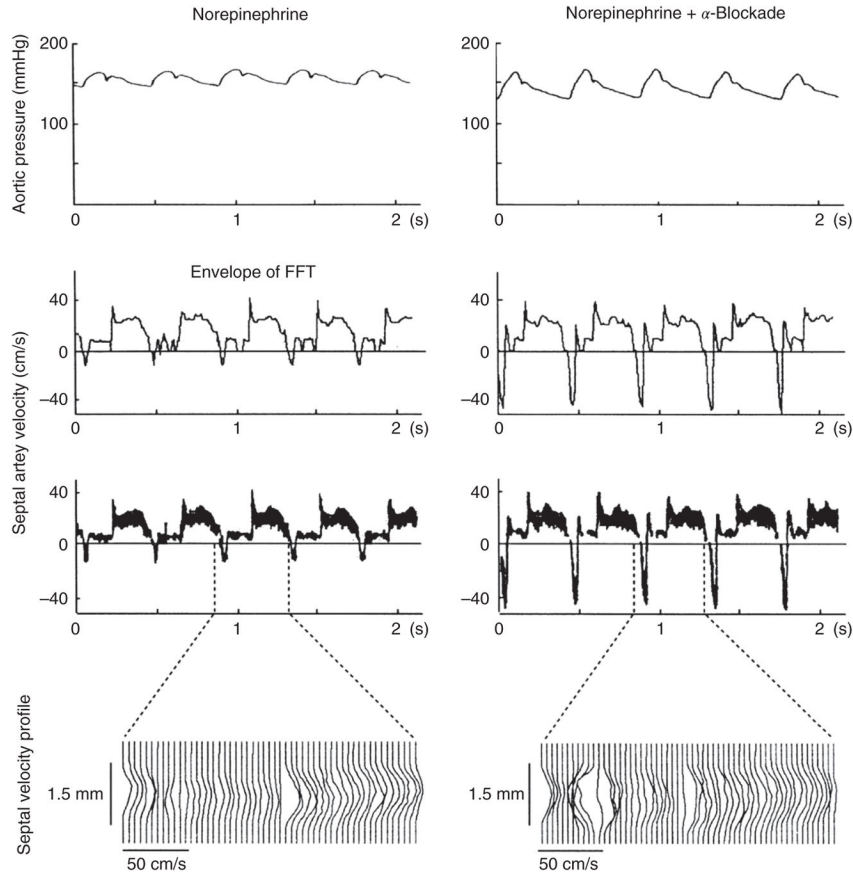 Norepinephrine
Norepinephrine + α-Blockade
Aortic pressure (mmHg)
200
100
0
0 1 2 (s)
200
100
0
0 1 2 (s)
Septal artey velocity (cm/s)
Envelope of FFT
40
0
–40
0 1 2 (s)
40
0
–40
0 1 2 (s)
40
0
–40
0 1 2 (s)
40
0
–40
0 1 2 (s)
Septal velocity profile
1.5 mm
50 cm/s
1.5 mm
50 cm/s